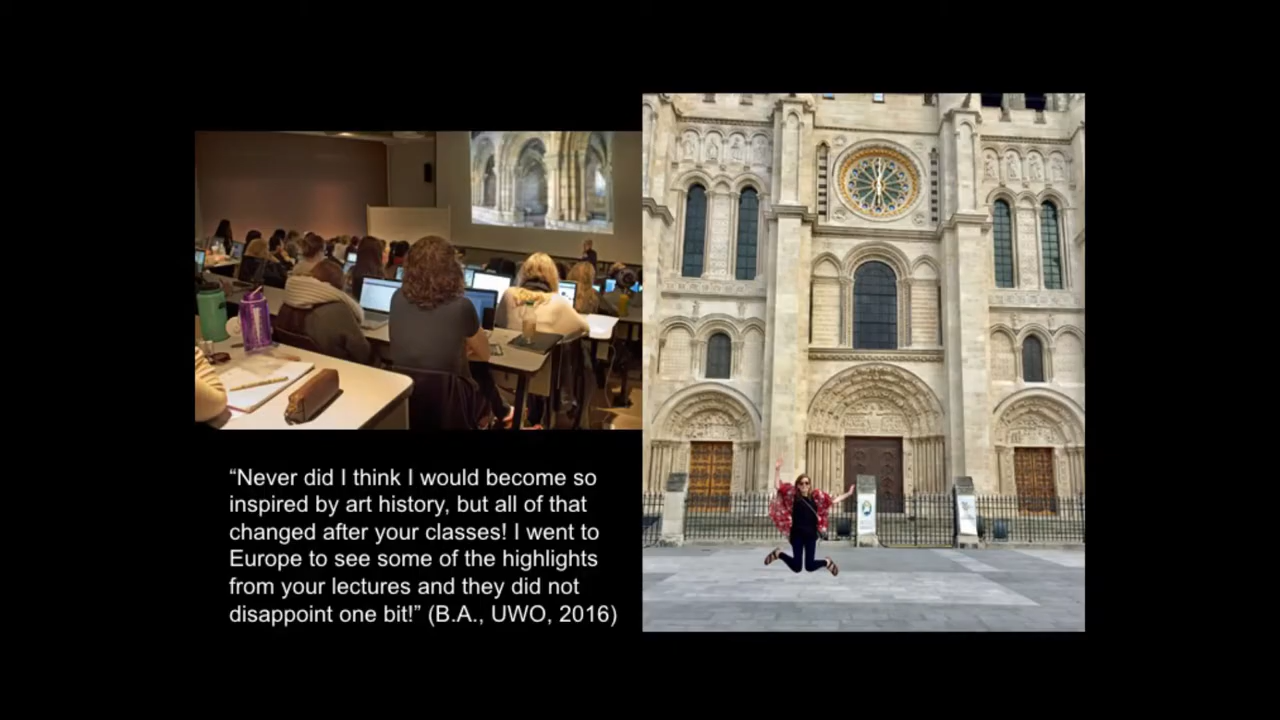 “Never did I think I would become so
inspired by art history, but all of that
changed after your classes! I went to
Europe to see some of the highlights
from your lectures and they did not
disappoint one bit!” (B.A., UWO, 2016)